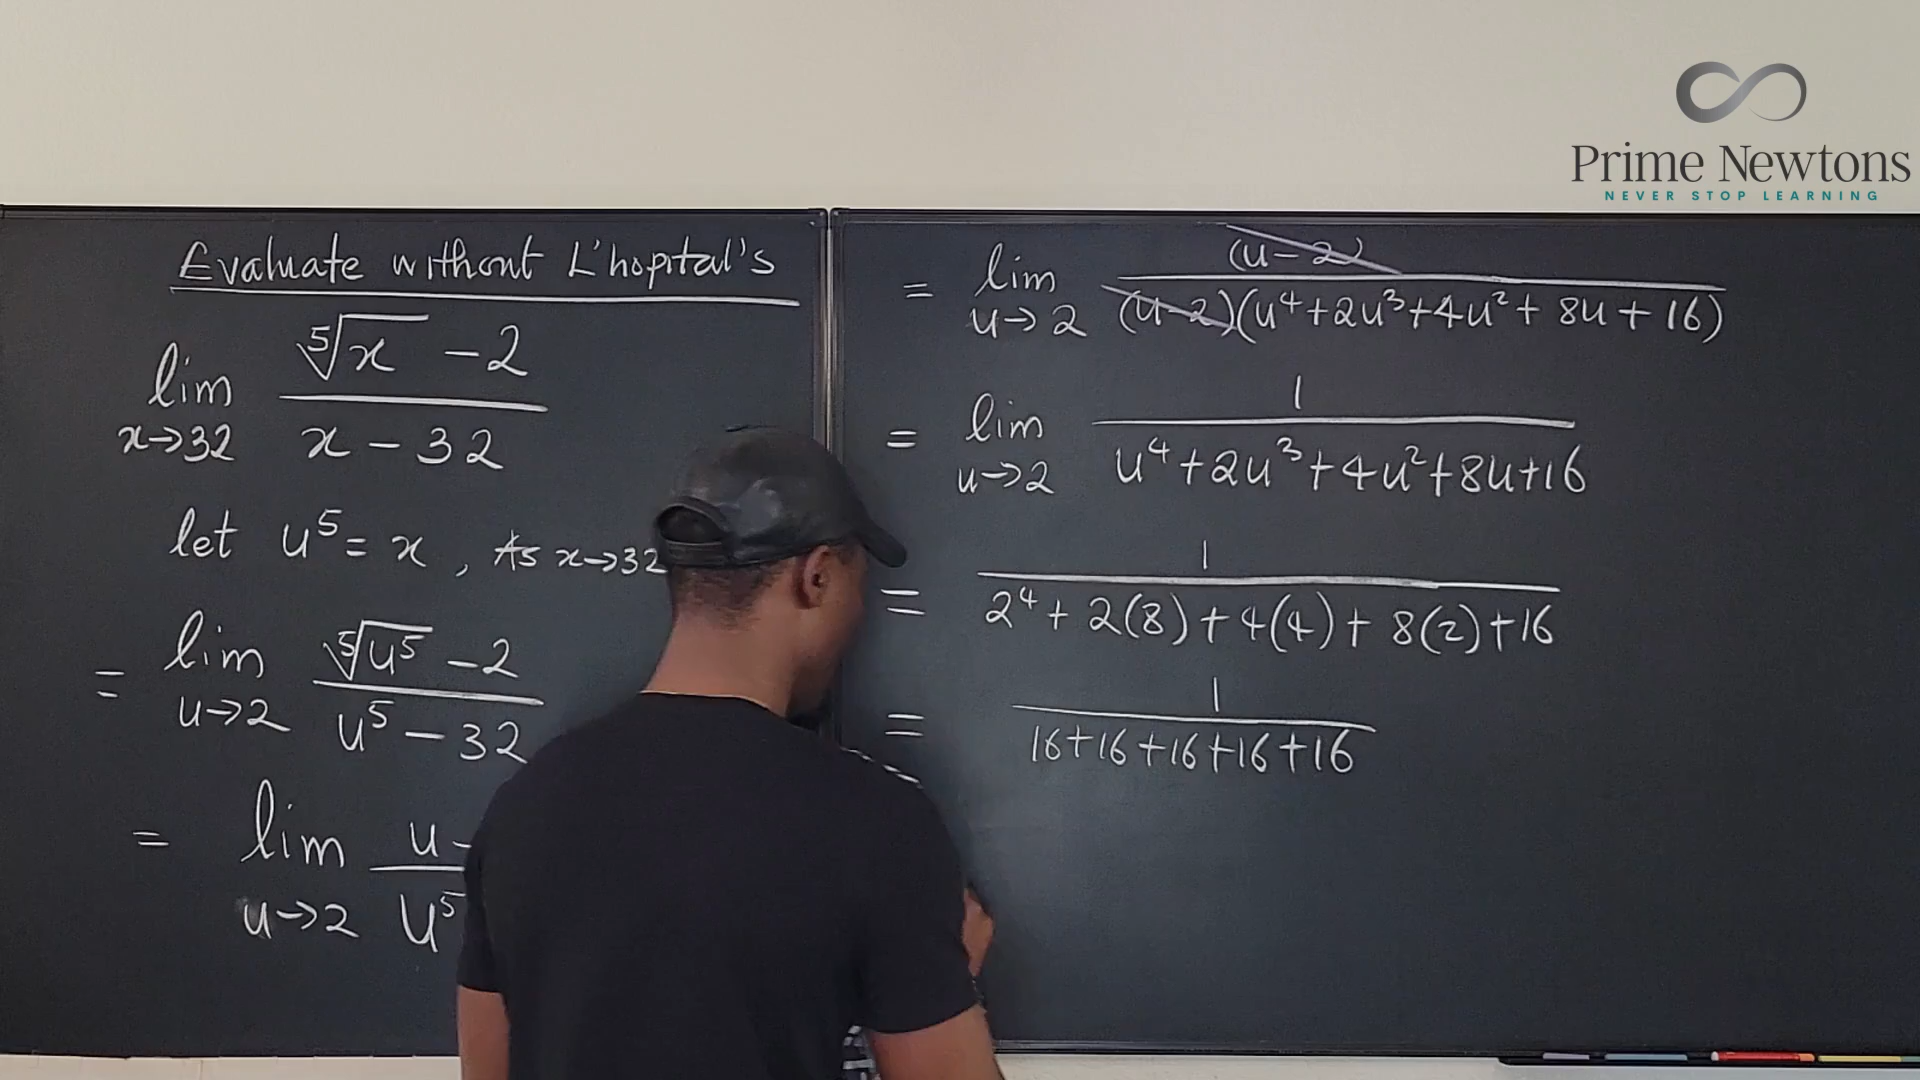 Prime Newtons
NEVER STOP LEARNING
Evaluate without L'hopital's
lim x→32 (⁵√x - 2)/(x - 32)
let u⁵ = x , As x→32
= lim u→2 (⁵√u⁵ - 2)/(u⁵ - 32)
= lim u→2 u - / u⁵
= lim u→2 (u-2)/((u-2)(u⁴+2u³+4u²+8u+16))
= lim u→2 1/(u⁴+2u³+4u²+8u+16)
= 1/(2⁴+2(8)+4(4)+8(2)+16)
= 1/(16+16+16+16+16)